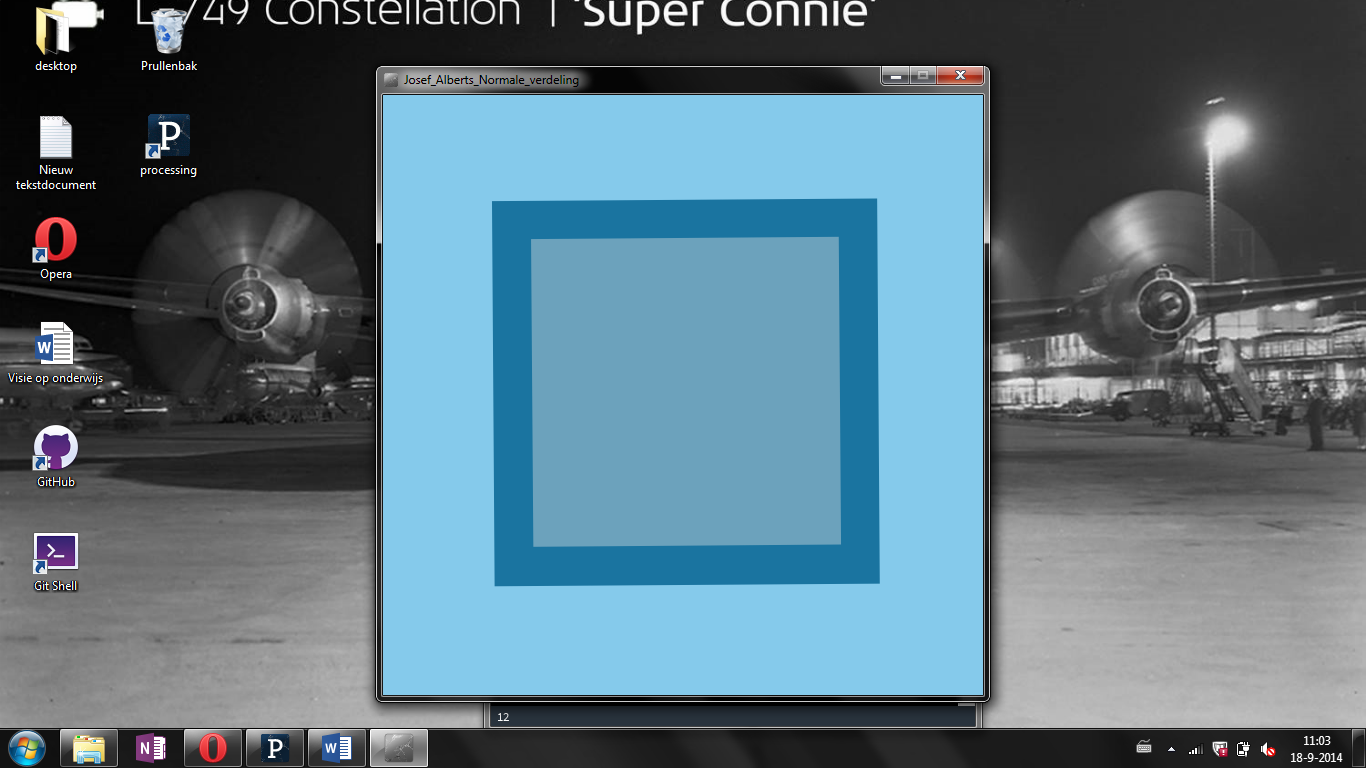 749 Constellation | 'Super Connie'
desktop
Prullenbak
Nieuw
tekstdocument
processing
Opera
Visie op onderwijs
GitHub
Git Shell
Josef_Alberts_Normale_verdeling
12
11:03
18-9-2014